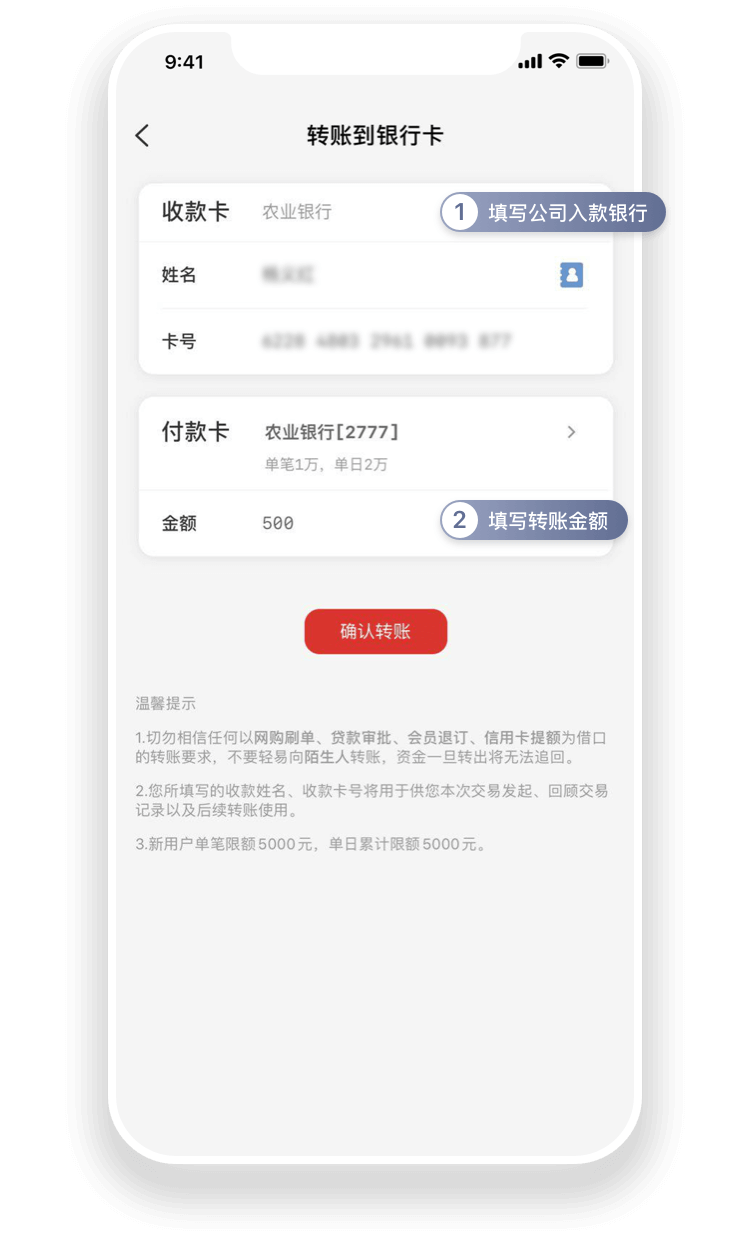 9:41
转账到银行卡
收款卡 农业银行 1 填写公司入款银行
姓名
卡号
付款卡 农业银行[2777]
单笔1万，单日2万
金额 500 2 填写转账金额
确认转账
温馨提示
1.切勿相信任何以网购刷单、贷款审批、会员退订、信用卡提额为借口
的转账要求，不要轻易向陌生人转账，资金一旦转出将无法追回。
2.您所填写的收款姓名、收款卡号将用于供您本次交易发起、回顾交易
记录以及后续转账使用。
3.新用户单笔限额5000元，单日累计限额5000元。